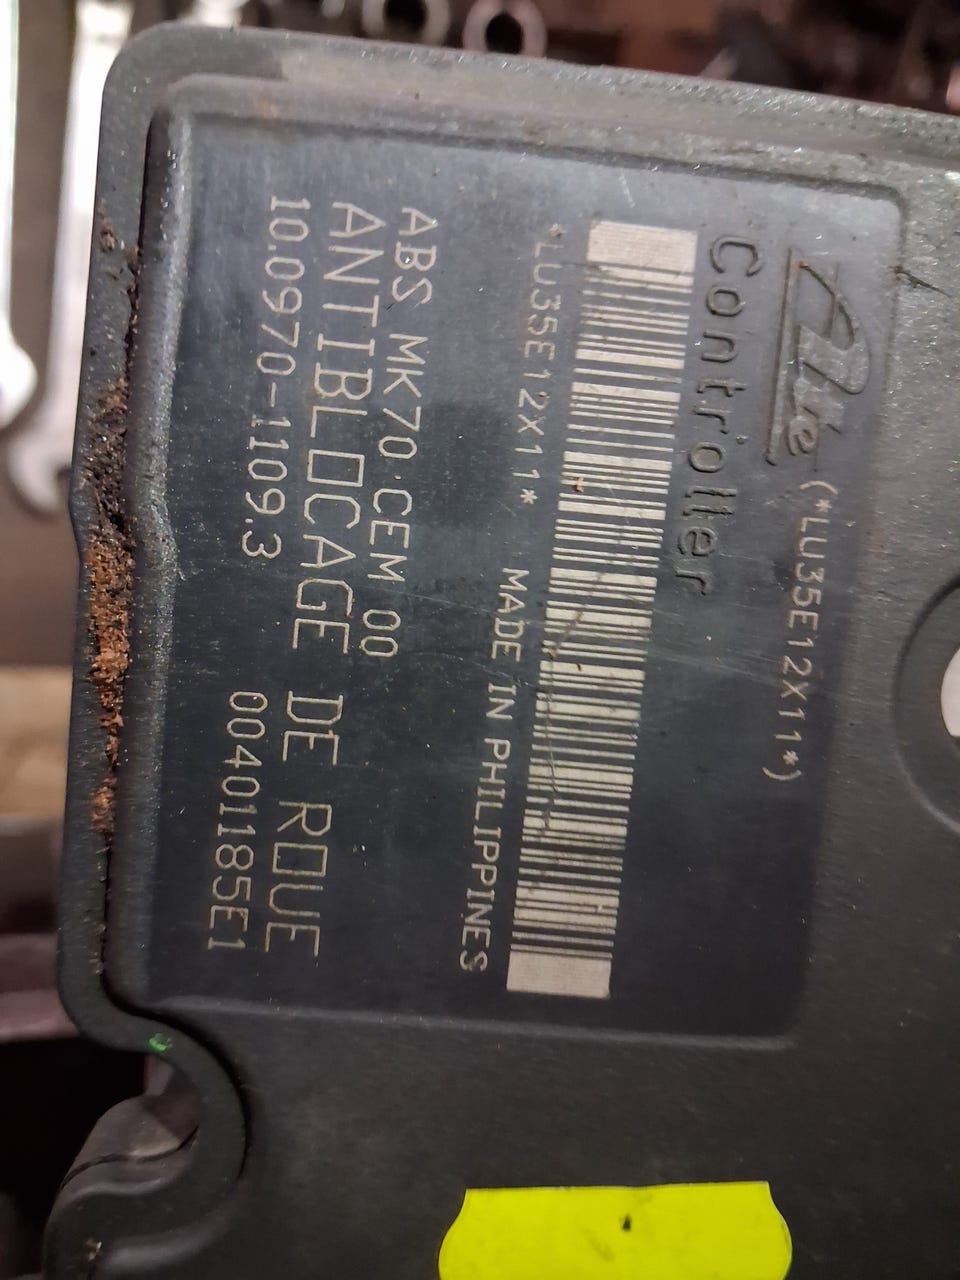 Ate (*LU35E12X11*)
Controller
*LU35E12X11* MADE IN PHILIPPINES
ABS MK70·CEM 00
ANTIBLOCAGE DE ROUE
10.0970-1109.3 00401185E1